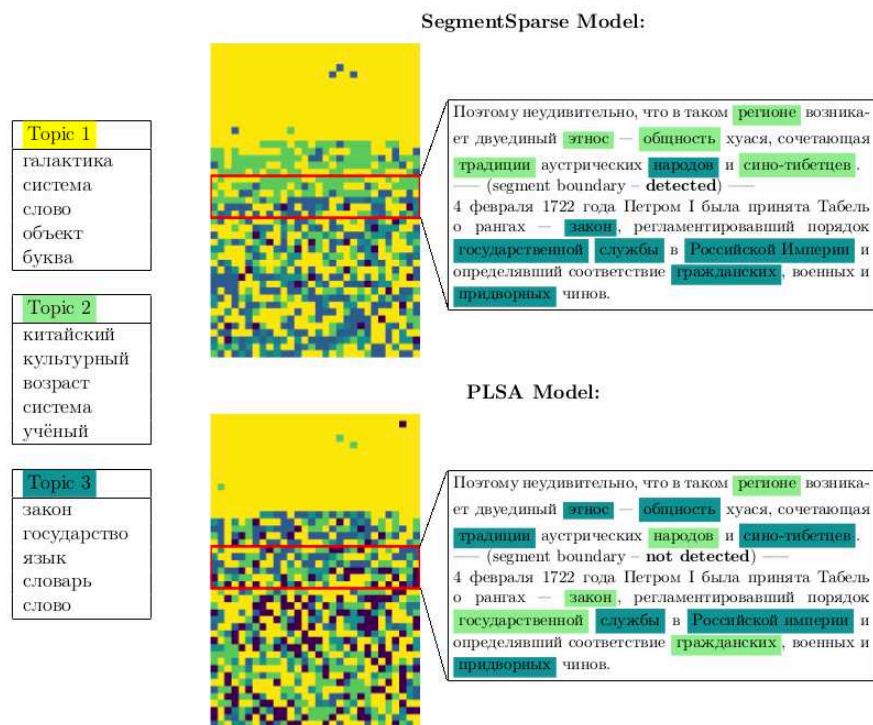 SegmentSparse Model:
Topic 1
галактика
система
слово
объект
буква
Topic 2
китайский
культурный
возраст
система
учёный
Topic 3
закон
государство
язык
словарь
слово
Поэтому неудивительно, что в таком регионе возника-
ет двуединый этнос — общность хуася, сочетающая
традиции аустрических народов и сино-тибетцев.
—– (segment boundary – detected) —–
4 февраля 1722 года Петром I была принята Табель
о рангах — закон, регламентировавший порядок
государственной службы в Российской Империи и
определявший соответствие гражданских, военных и
придворных чинов.
PLSA Model:
Поэтому неудивительно, что в таком регионе возника-
ет двуединый этнос — общность хуася, сочетающая
традиции аустрических народов и сино-тибетцев.
—– (segment boundary – not detected) —–
4 февраля 1722 года Петром I была принята Табель
о рангах — закон, регламентировавший порядок
государственной службы в Российской империи и
определявший соответствие гражданских, военных и
придворных чинов.